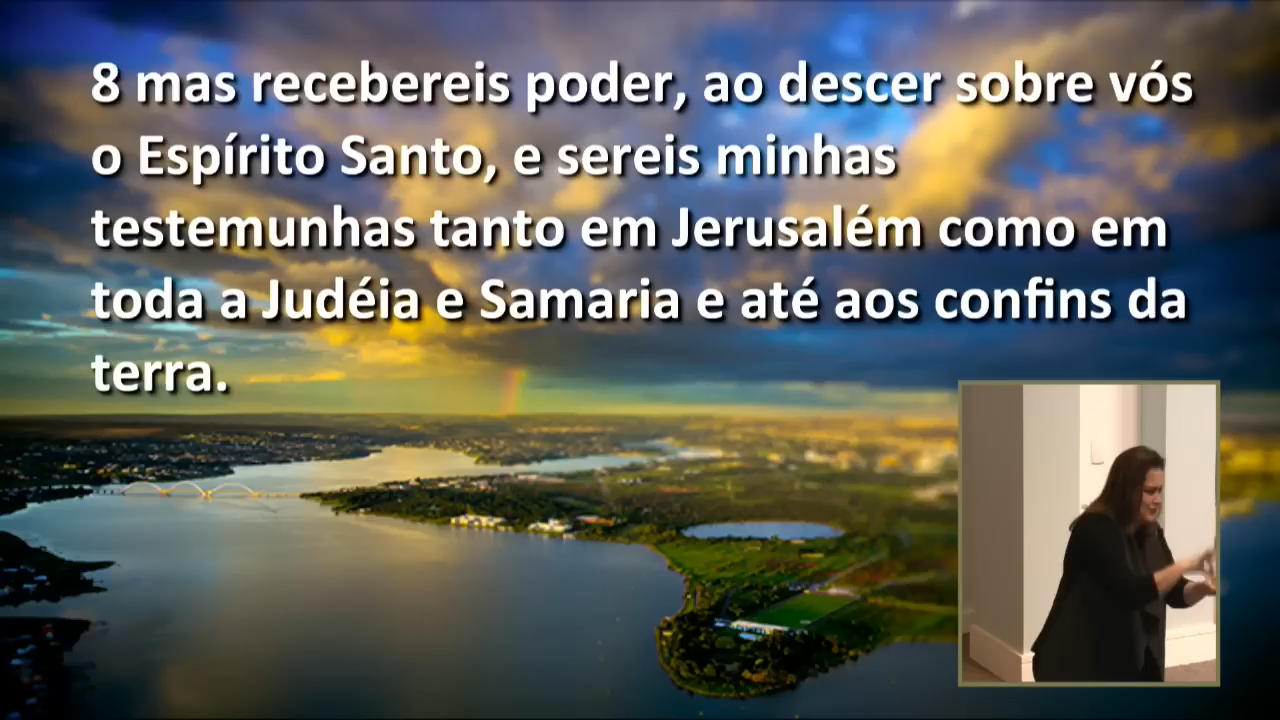 8 mas recebereis poder, ao descer sobre vós
o Espírito Santo, e sereis minhas
testemunhas tanto em Jerusalém como em
toda a Judéia e Samaria e até aos confins da
terra.